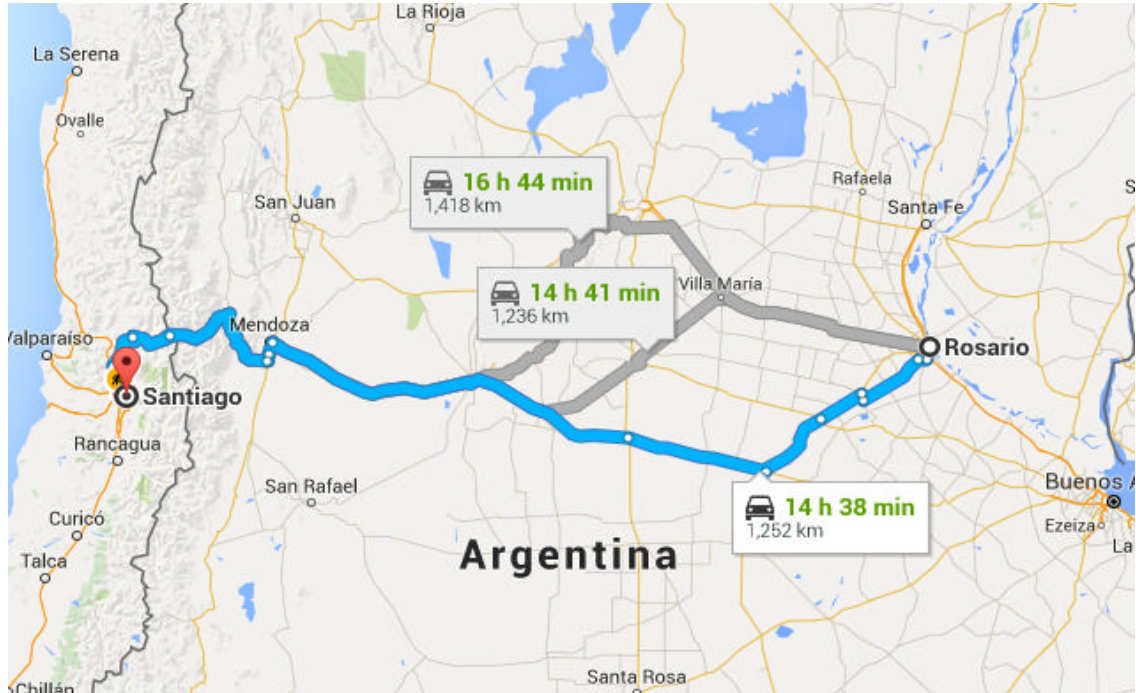 La Rioja
La Serena
Ovalle
16 h 44 min
1,418 km
Rafaela
S
San Juan
Santa Fe
14 h 41 min
1,236 km
Villa María
Mendoza
Valparaíso
Rosario
Santiago
Rancagua
San Rafael
Buenos A
14 h 38 min
1,252 km
Curicó
Ezeiza
La
Argentina
Talca
Santa Rosa
Chillán